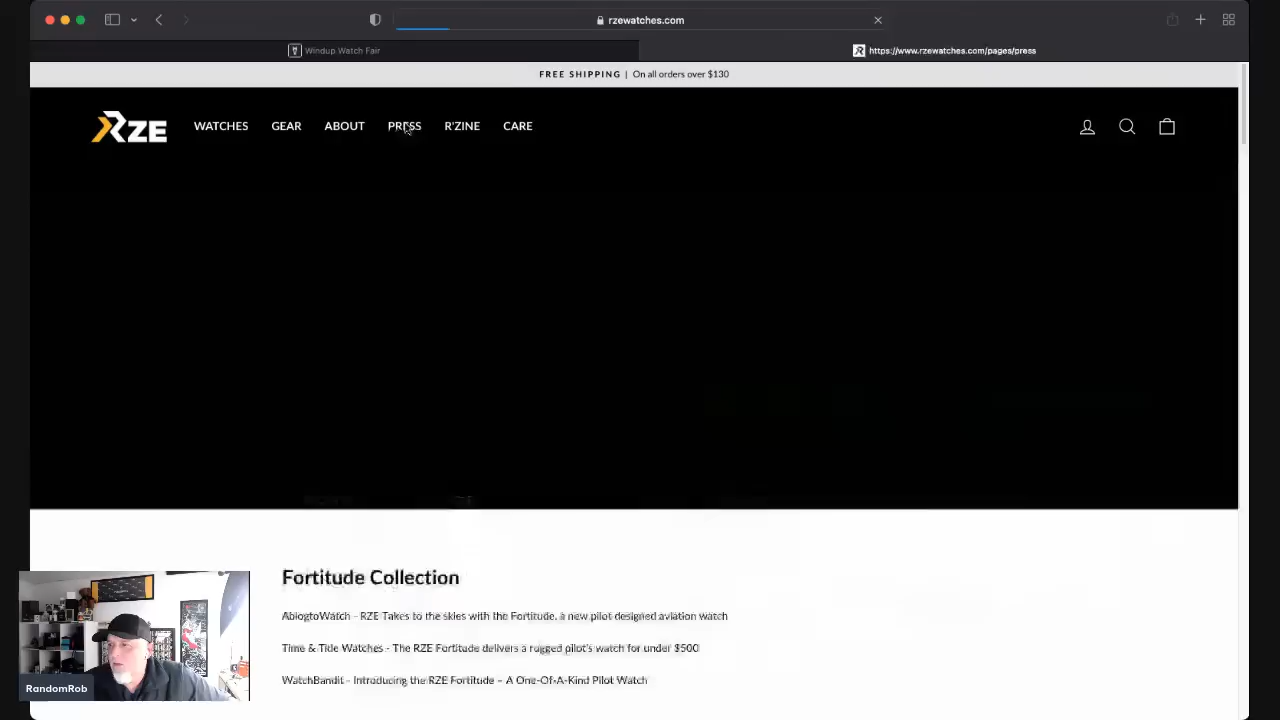 rzewatches.com
Windup Watch Fair
https://www.rzewatches.com/pages/press
FREE SHIPPING | On all orders over $130
RZE
WATCHES
GEAR
ABOUT
PRESS
R'ZINE
CARE
Fortitude Collection
AblogtoWatch - RZE Takes to the skies with the Fortitude, a new pilot designed aviation watch
Time & Title Watches - The RZE Fortitude delivers a rugged pilot's watch for under $500
WatchBandit - Introducing the RZE Fortitude – A One-Of-A-Kind Pilot Watch
RandomRob